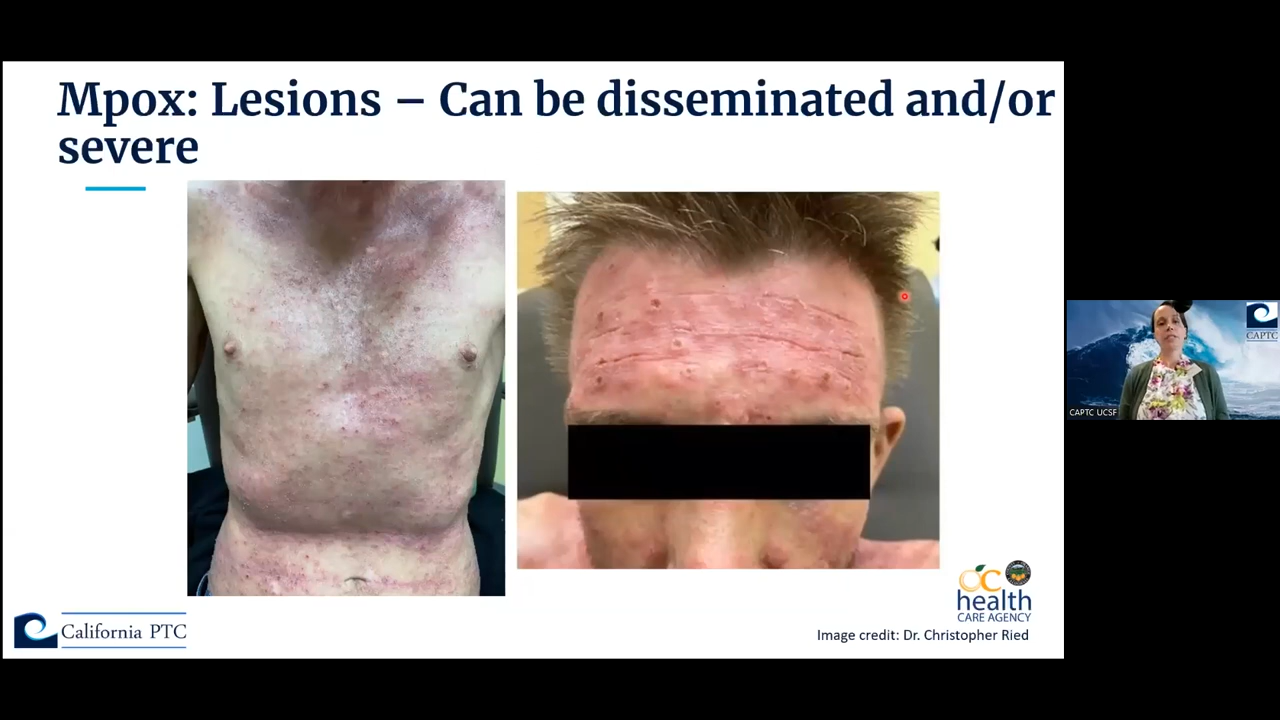 Mpox: Lesions – Can be disseminated and/or
severe
OC
health
CARE AGENCY
California PTC
Image credit: Dr. Christopher Ried
CAPTC
CAPTC UCSF